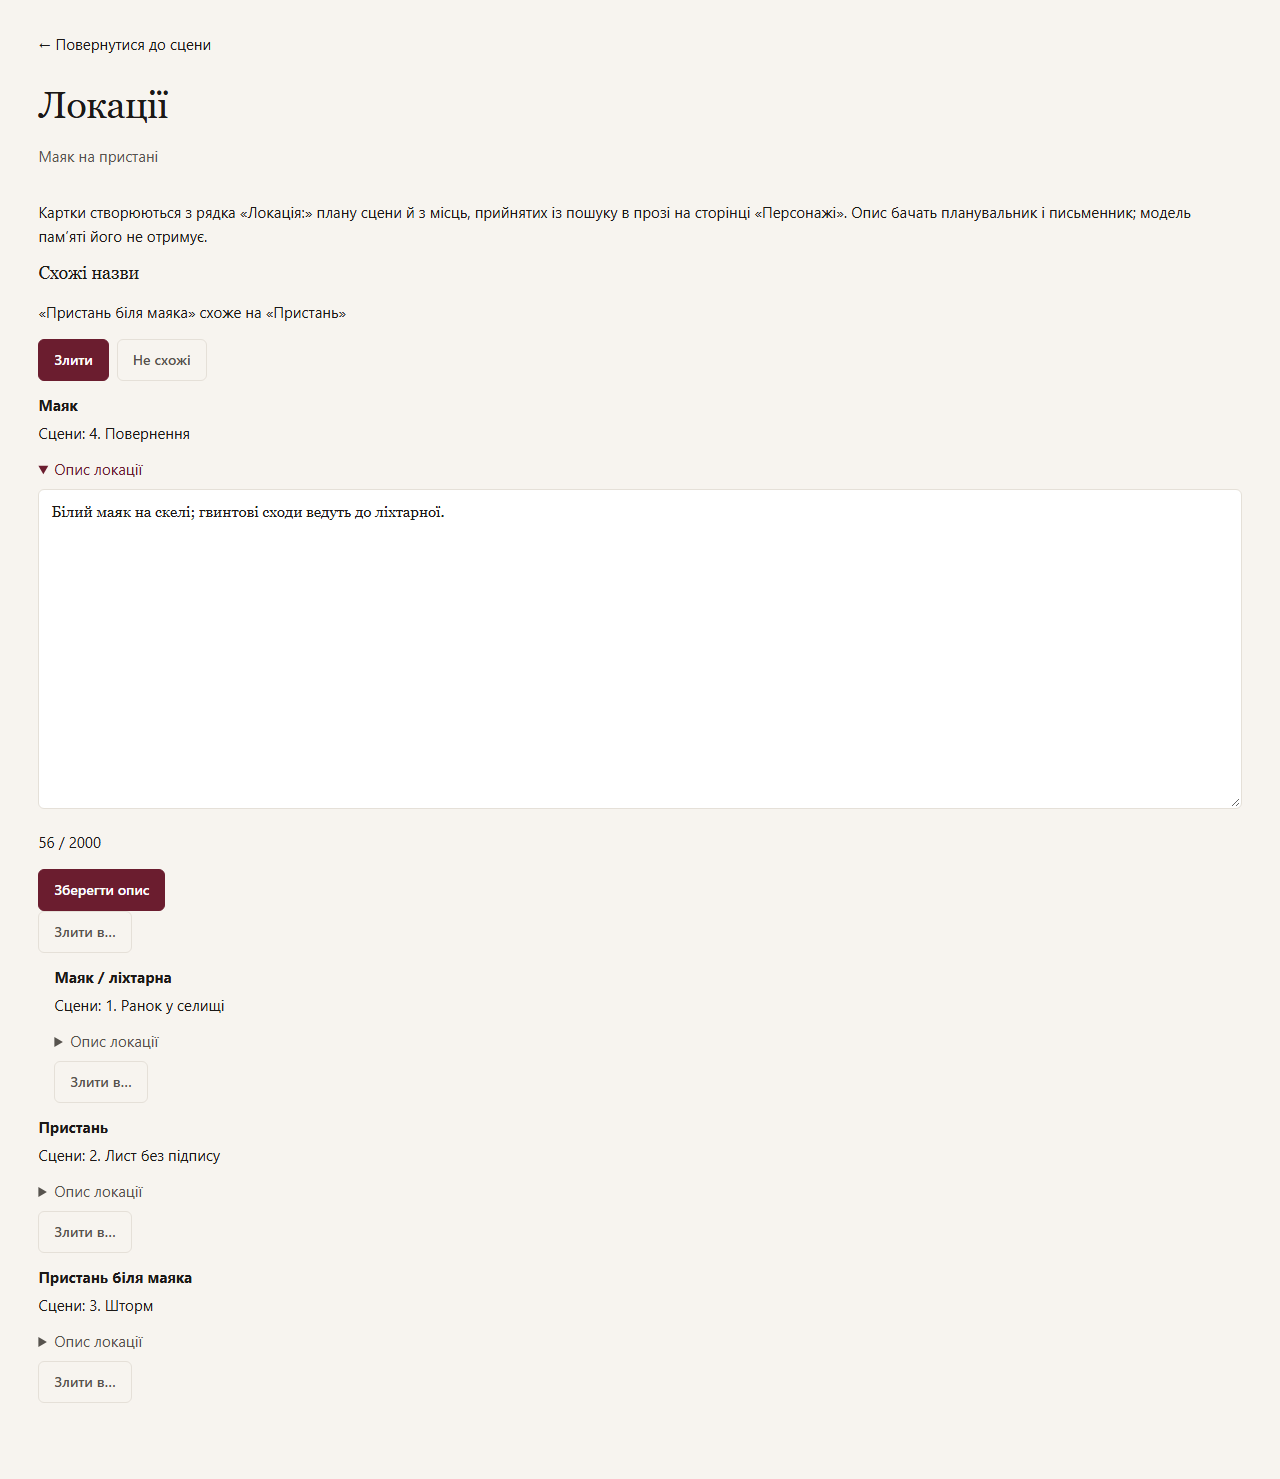 ← Повернутися до сцени
Локації
Маяк на пристані
Картки створюються з рядка «Локація:» плану сцени й з місць, прийнятих із пошуку в прозі на сторінці «Персонажі». Опис бачать планувальник і письменник; модель
пам’яті його не отримує.
Схожі назви
«Пристань біля маяка» схоже на «Пристань»
Злити
Не схожі
Маяк
Сцени: 4. Повернення
▼ Опис локації
Білий маяк на скелі; гвинтові сходи ведуть до ліхтарної.
56 / 2000
Зберегти опис
Злити в...
Маяк / ліхтарна
Сцени: 1. Ранок у селищі
▶ Опис локації
Злити в...
Пристань
Сцени: 2. Лист без підпису
▶ Опис локації
Злити в...
Пристань біля маяка
Сцени: 3. Шторм
▶ Опис локації
Злити в...